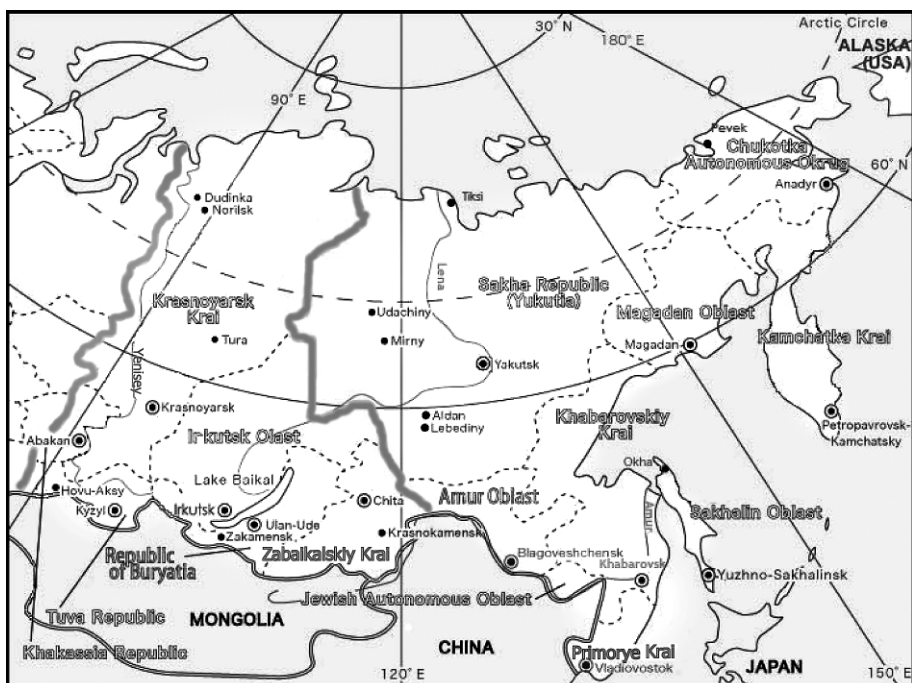 Arctic Circle
30° N
180° E
ALASKA
(USA)
90° E
Pevek
Chukotka
Autonomous Okrug
60° N
Anadyr
Dudinka
Norilsk
Tiksi
Lena
Sakha Republic
(Yukutia)
Krasnoyarsk
Krai
Udachiny
Magadan Oblast
Kamchatka Krai
Tura
Mirny
Magadan
Yenisey
Yakutsk
Krasnoyarsk
Aldan
Lebediny
Khabarovskiy
Krai
Petropavrovsk-
Kamchatsky
Abakan
Irkutsk Olast
Okha
Lake Baikal
Hovu-Aksy
Chita
Amur Oblast
Amur
Sakhalin Oblast
Kyzyl
Irkutsk
Ulan-Ude
Zakamensk
Krasnokamensk
Republic
of Buryatia
Zabaikalskiy Krai
Blagoveshchensk
Khabarovsk
Yuzhno-Sakhalinsk
Jewish Autonomous Oblast
Tuva Republic
MONGOLIA
CHINA
Khakassia Republic
Primorye Krai
Vladiovostok
JAPAN
120° E
150° E